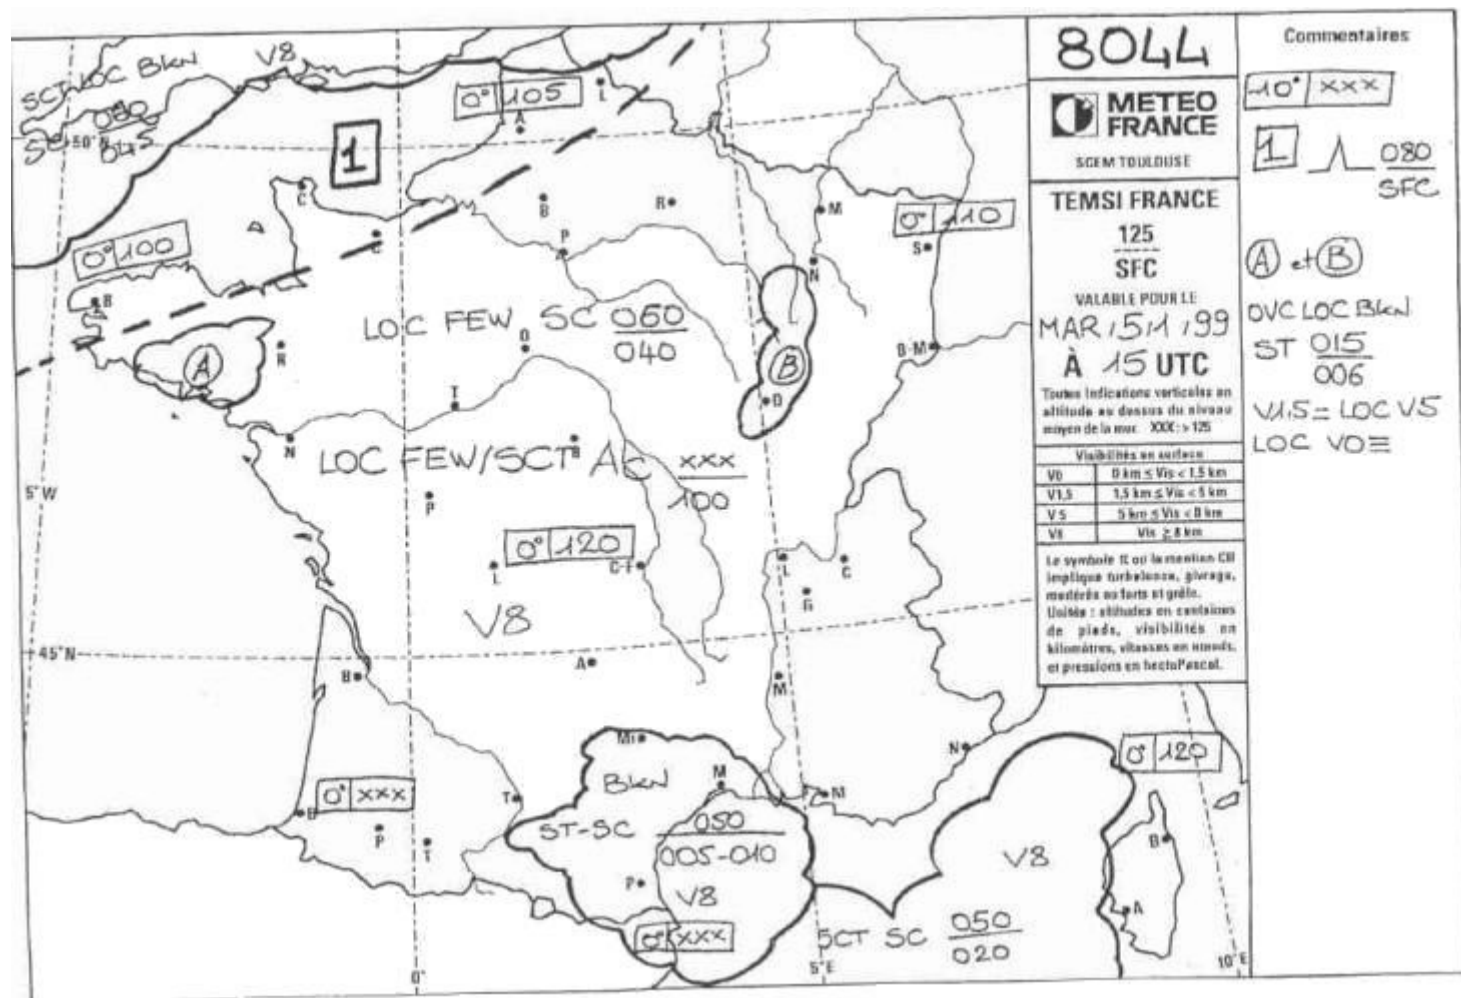 8044
METEO
FRANCE
SCEM TOULOUSE
TEMSI FRANCE
125
SFC
VALABLE POUR LE
MAR 5 1 99
À 15 UTC
Toutes indications verticales en
altitude au dessus du niveau
moyen de la mer. XXX : > 125
Visibilités en surface
V0 0 km ≤ Vis < 1,5 km
V1,5 1,5 km ≤ Vis < 5 km
V5 5 km ≤ Vis < 8 km
V8 Vis ≥ 8 km
Le symbole ou la mention CB
implique turbulence, givrage,
modérés ou forts et grêle.
Unités : altitudes en centaines
de pieds, visibilités en
kilomètres, vitesses en nœuds,
et pressions en hectoPascal.
Commentaires
-10° XXX
1 080
SFC
A et B
OVC LOC BKN
ST 015
006
V1,5 = LOC V5
LOC V0 ≡
SCT LOC BKN
SC 080
V8
50°N
0° 105
L
A
1
C
B
R
M
0° 110
S
0° 100
C
P
N
B
LOC FEW SC 060
040
A
R
O
B
B-M
D
T
N
B
LOC FEW/SCT AC XXX
100
5°W
P
0° 120
L
C-F
L
C
G
V8
45°N
A
B
M
M
N
0° 120
BKN
M
M
0° XXX
B
T
ST-SC 050
005-010
P
T
B
V8
P
V8
A
0° XXX
SCT SC 050
020
0°
5°E
10°E